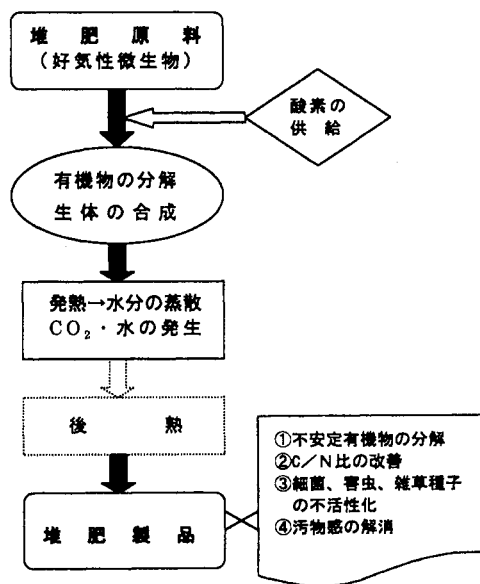 堆肥原料
(好気性微生物)
酸素の
供給
有機物の分解
生体の合成
発熱→水分の蒸散
CO₂・水の発生
後熟
堆肥製品
①不安定有機物の分解
②C/N比の改善
③細菌、害虫、雑草種子
の不活性化
④汚物感の解消